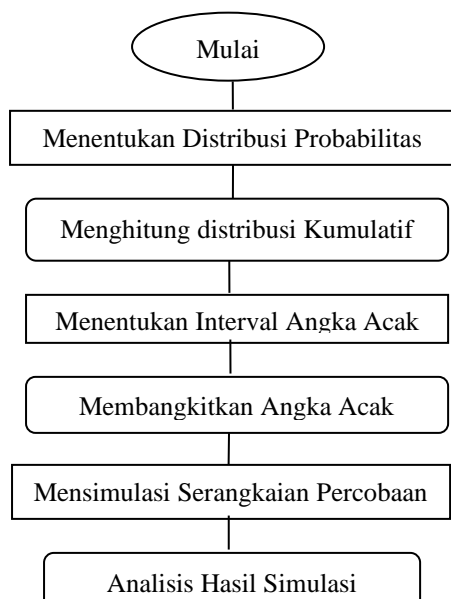 Mulai
Menentukan Distribusi Probabilitas
Menghitung distribusi Kumulatif
Menentukan Interval Angka Acak
Membangkitkan Angka Acak
Mensimulasi Serangkaian Percobaan
Analisis Hasil Simulasi